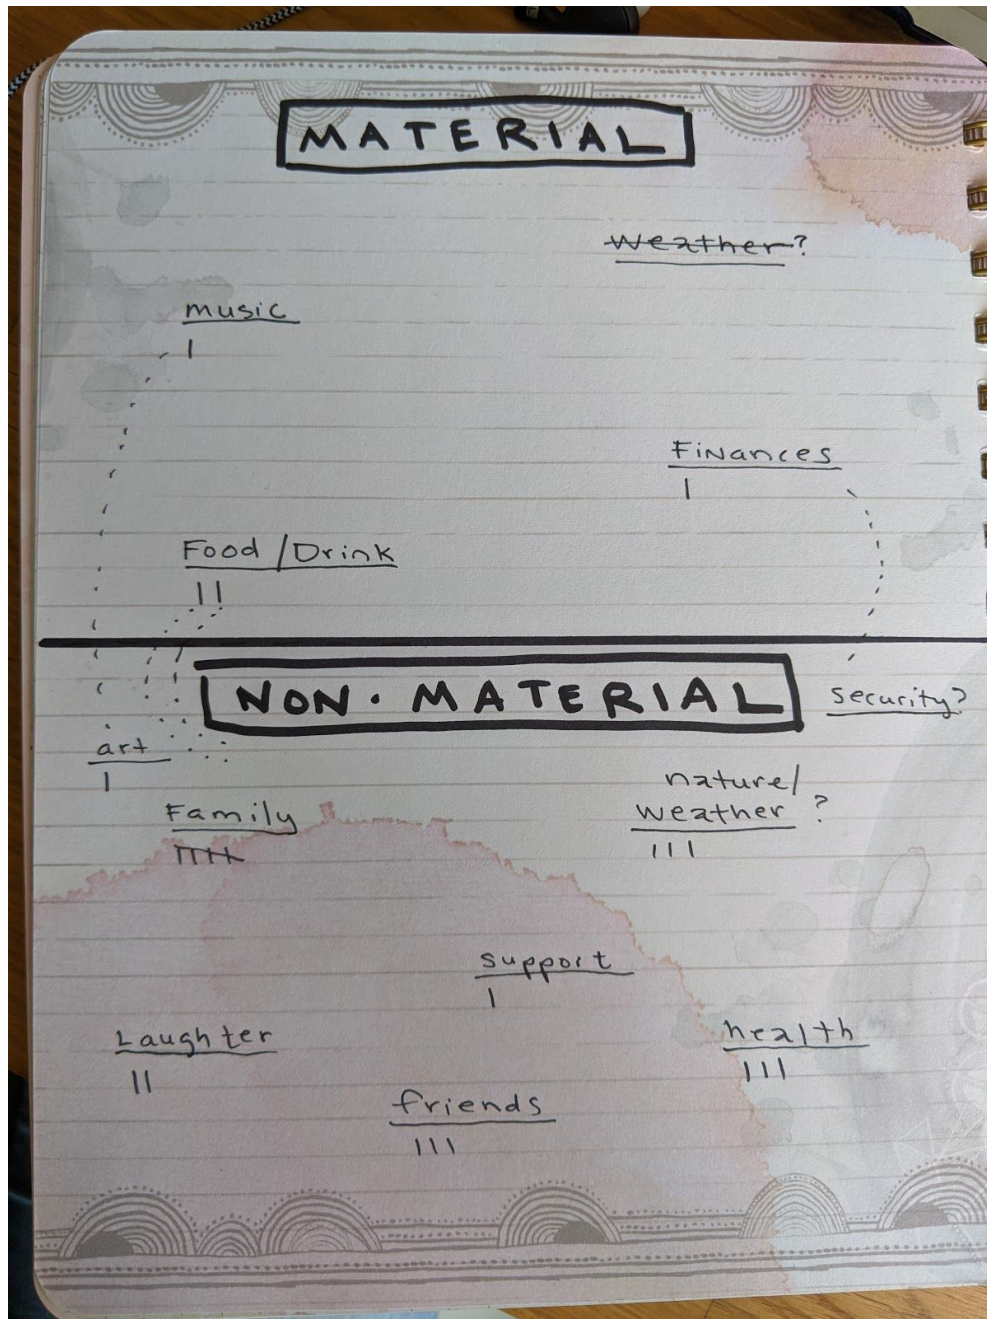 MATERIAL
weather?
music
Finances
Food/Drink
NON·MATERIAL
security?
art
nature/
weather ?
Family
support
Laughter
health
friends